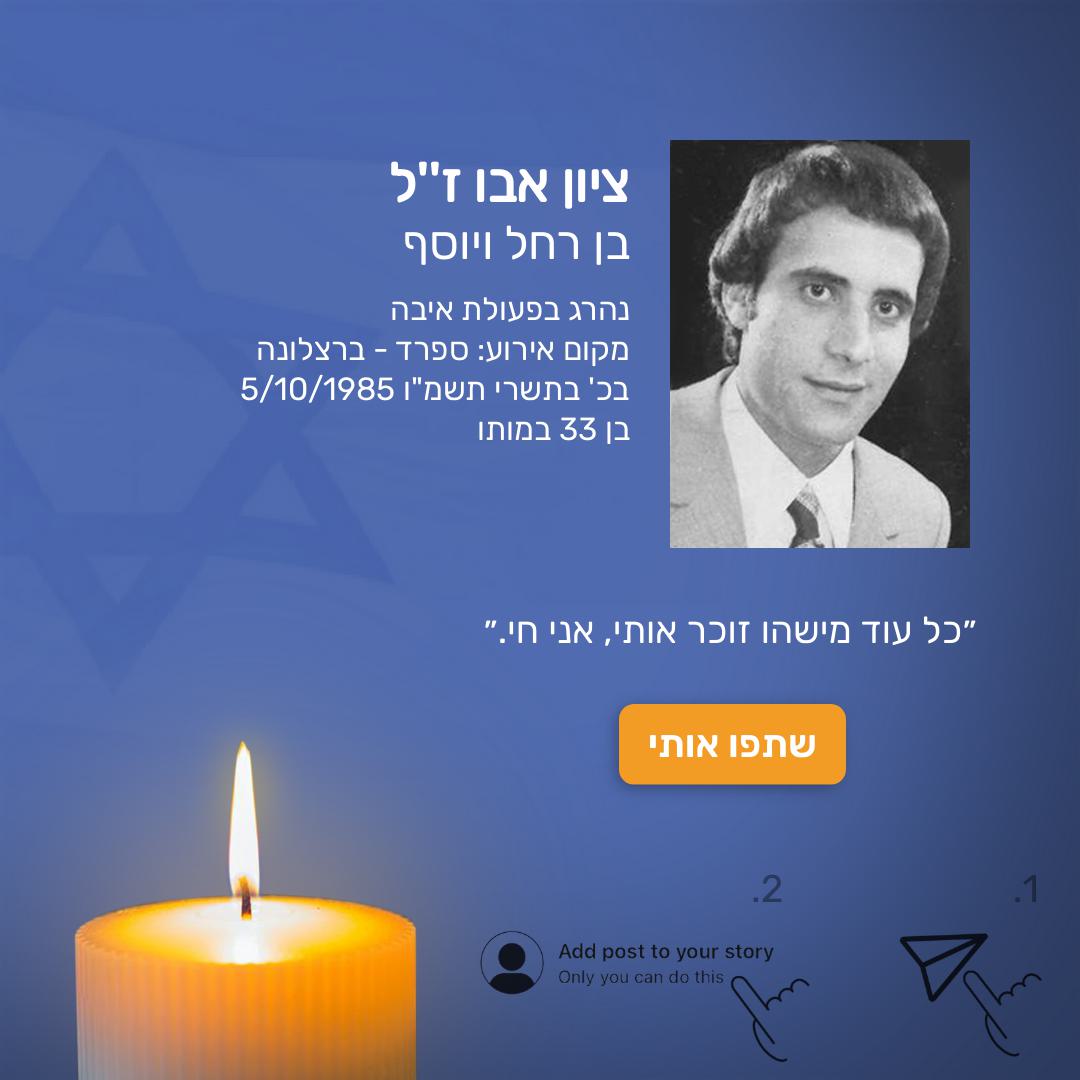 ציון אבו ז"ל
בן רחל ויוסף
נהרג בפעולת איבה
מקום אירוע: ספרד - ברצלונה
בכ' בתשרי תשמ"ו 5/10/1985
בן 33 במותו
״כל עוד מישהו זוכר אותי, אני חי.״
שתפו אותי
.1
.2
Add post to your story
Only you can do this